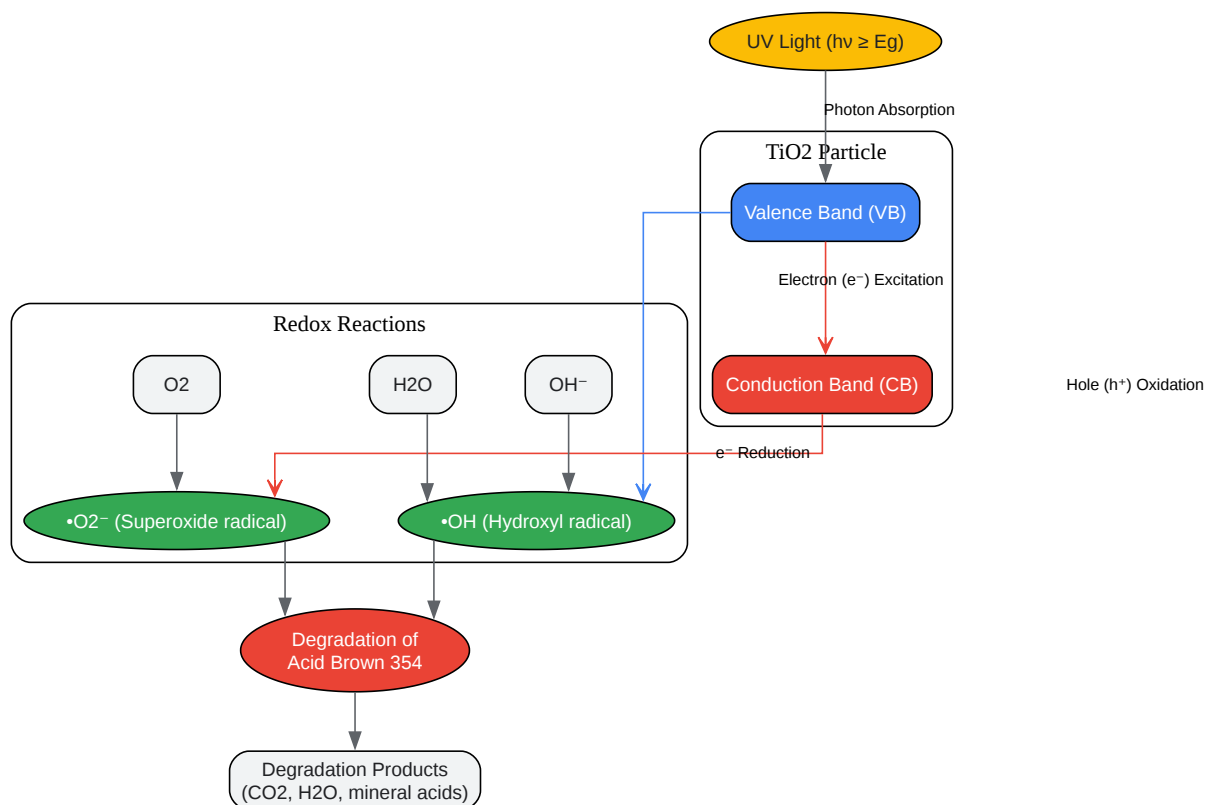 UV Light (hν ≥ Eg)
Photon Absorption
TiO2 Particle
Valence Band (VB)
Electron (e⁻) Excitation
Redox Reactions
O2
H2O
OH⁻
Conduction Band (CB)
Hole (h⁺) Oxidation
e⁻ Reduction
•O2⁻ (Superoxide radical)
•OH (Hydroxyl radical)
Degradation of
Acid Brown 354
Degradation Products
(CO2, H2O, mineral acids)